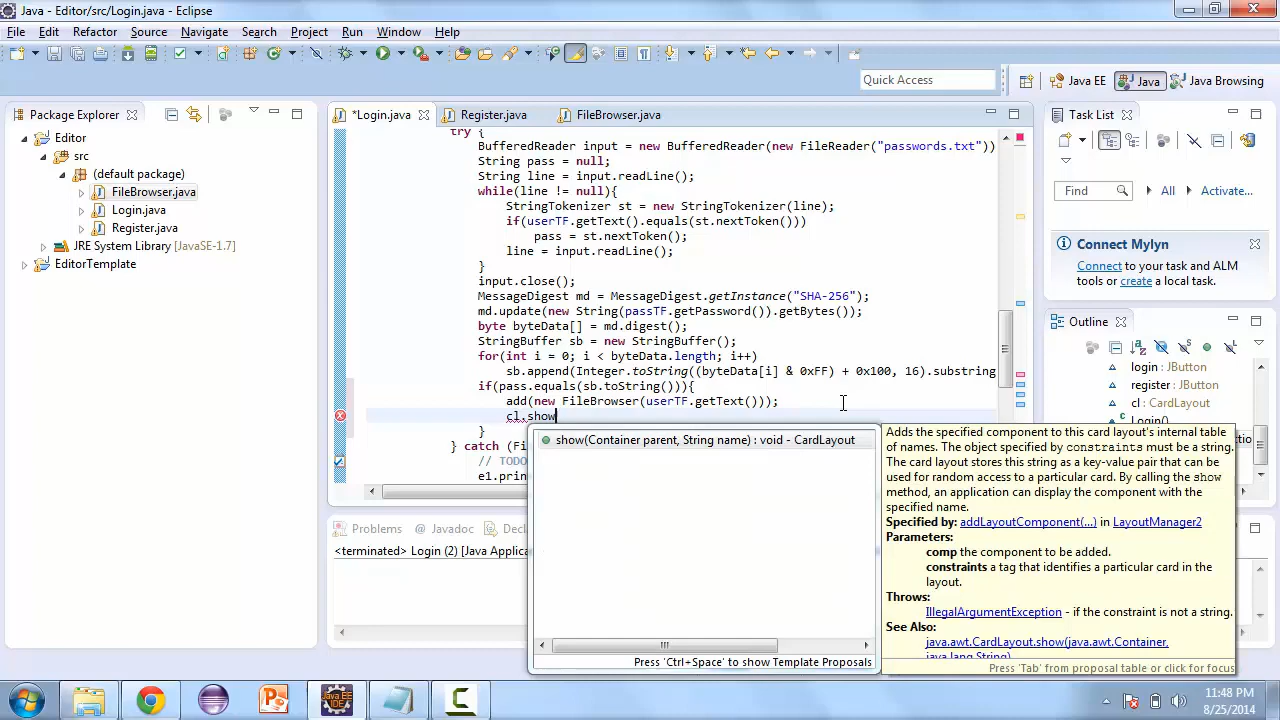 Java - Editor/src/Login.java - Eclipse
File Edit Refactor Source Navigate Search Project Run Window Help
Quick Access
Java EE Java Java Browsing
Package Explorer
Editor
src
(default package)
FileBrowser.java
Login.java
Register.java
JRE System Library [JavaSE-1.7]
EditorTemplate
*Login.java Register.java FileBrowser.java
try {
BufferedReader input = new BufferedReader(new FileReader("passwords.txt"))
String pass = null;
String line = input.readLine();
while(line != null){
StringTokenizer st = new StringTokenizer(line);
if(userTF.getText().equals(st.nextToken()))
pass = st.nextToken();
line = input.readLine();
}
input.close();
MessageDigest md = MessageDigest.getInstance("SHA-256");
md.update(new String(passTF.getPassword()).getBytes());
byte byteData[] = md.digest();
StringBuffer sb = new StringBuffer();
for(int i = 0; i < byteData.length; i++)
sb.append(Integer.toString((byteData[i] & 0xFF) + 0x100, 16).substring
if(pass.equals(sb.toString())){
add(new FileBrowser(userTF.getText()));
cl.show
}
} catch (Fi
// TODO
e1.prin
show(Container parent, String name) : void - CardLayout
Press 'Ctrl+Space' to show Template Proposals
Adds the specified component to this card layout's internal table
of names. The object specified by constraints must be a string.
The card layout stores this string as a key-value pair that can be
used for random access to a particular card. By calling the show
method, an application can display the component with the
specified name.
Specified by: addLayoutComponent(...) in LayoutManager2
Parameters:
comp the component to be added.
constraints a tag that identifies a particular card in the
layout.
Throws:
IllegalArgumentException - if the constraint is not a string.
See Also:
java.awt.CardLayout.show(java.awt.Container,
java.lang.String)
Press 'Tab' from proposal table or click for focus
Task List
Find All Activate...
Connect Mylyn
Connect to your task and ALM
tools or create a local task.
Outline
login : JButton
register : JButton
cl : CardLayout
Login()
Problems @ Javadoc Decl
<terminated> Login (2) [Java Applica
11:48 PM
8/25/2014